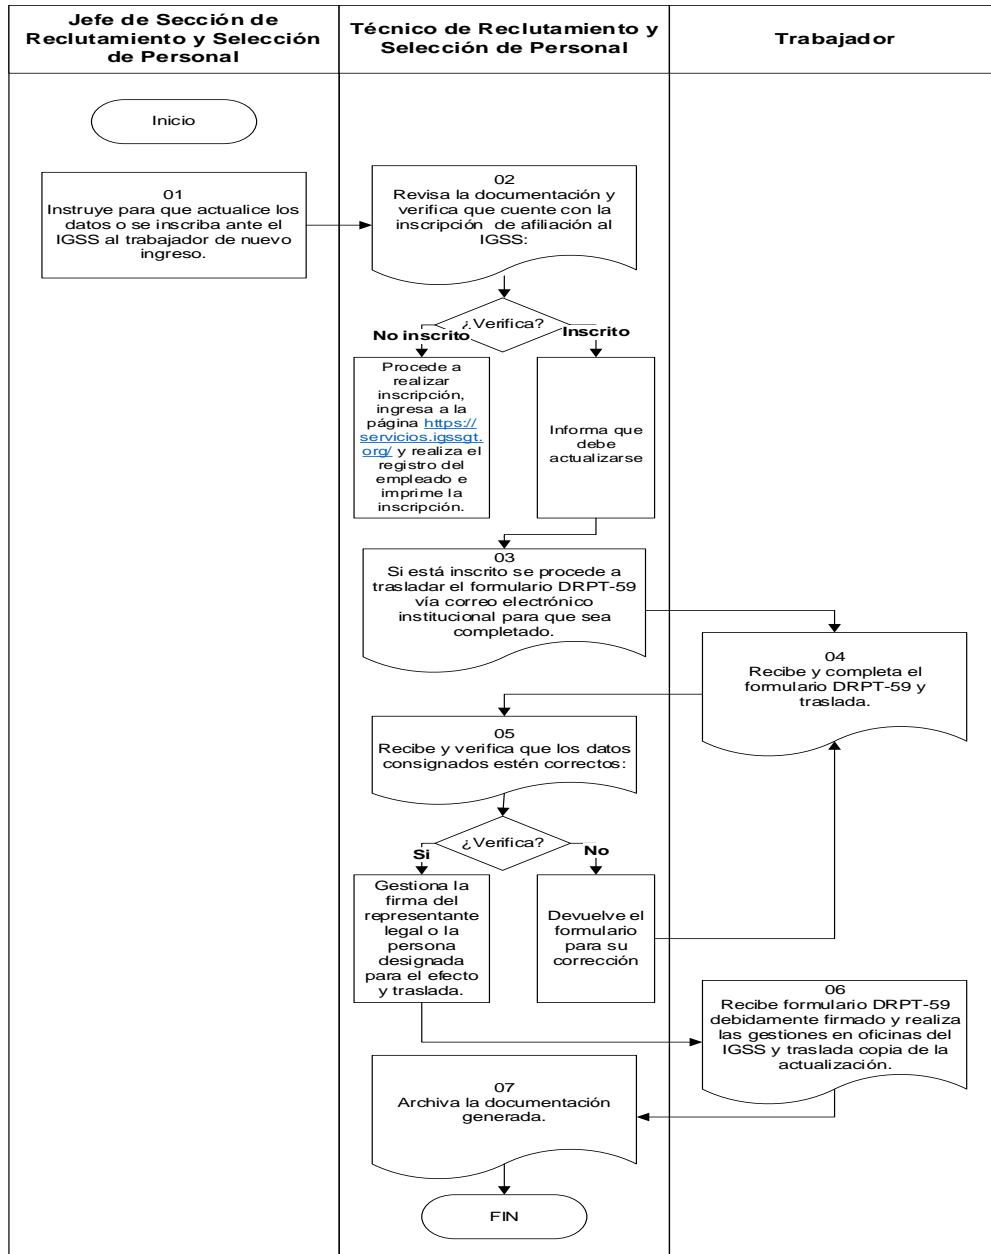 Jefe de Sección de
Reclutamiento y Selección
de Personal
Técnico de Reclutamiento y
Selección de Personal
Trabajador
Inicio
01
Instruye para que actualice los
datos o se inscriba ante el
IGSS al trabajador de nuevo
ingreso.
02
Revisa la documentación y
verifica que cuente con la
inscripción de afiliación al
IGSS:
¿Verifica?
No inscrito
Inscrito
Procede a
realizar
inscripción,
ingresa a la
página https://
servicios.igssgt.
org/ y realiza el
registro del
empleado e
imprime la
inscripción.
Informa que
debe
actualizarse
03
Si está inscrito se procede a
trasladar el formulario DRPT-59
vía correo electrónico
institucional para que sea
completado.
04
Recibe y completa el
formulario DRPT-59 y
traslada.
05
Recibe y verifica que los datos
consignados estén correctos:
¿Verifica?
Si
No
Gestiona la
firma del
representante
legal o la
persona
designada
para el efecto
y traslada.
Devuelve el
formulario
para su
corrección
06
Recibe formulario DRPT-59
debidamente firmado y realiza
las gestiones en oficinas del
IGSS y traslada copia de la
actualización.
07
Archiva la documentación
generada.
FIN